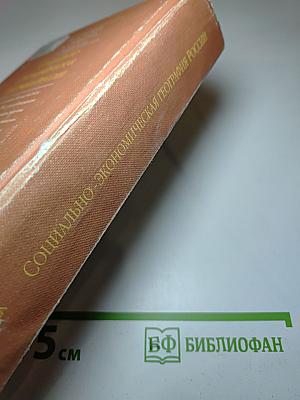 СОЦИАЛЬНО-ЭКОНОМИЧЕСКАЯ ГЕОГРАФИЯ РОССИИ
5 см
БФ БИБЛИОФАН